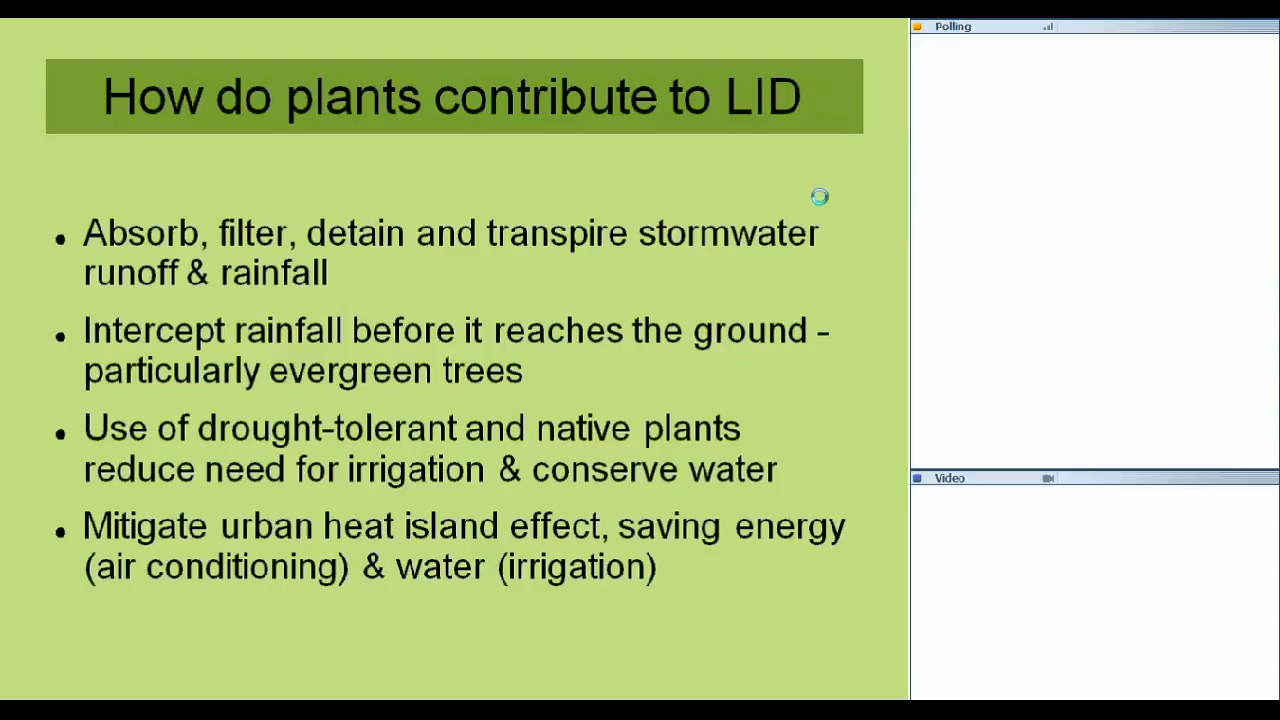 How do plants contribute to LID
• Absorb, filter, detain and transpire stormwater
runoff & rainfall
• Intercept rainfall before it reaches the ground -
particularly evergreen trees
• Use of drought-tolerant and native plants
reduce need for irrigation & conserve water
• Mitigate urban heat island effect, saving energy
(air conditioning) & water (irrigation)
Polling
Video